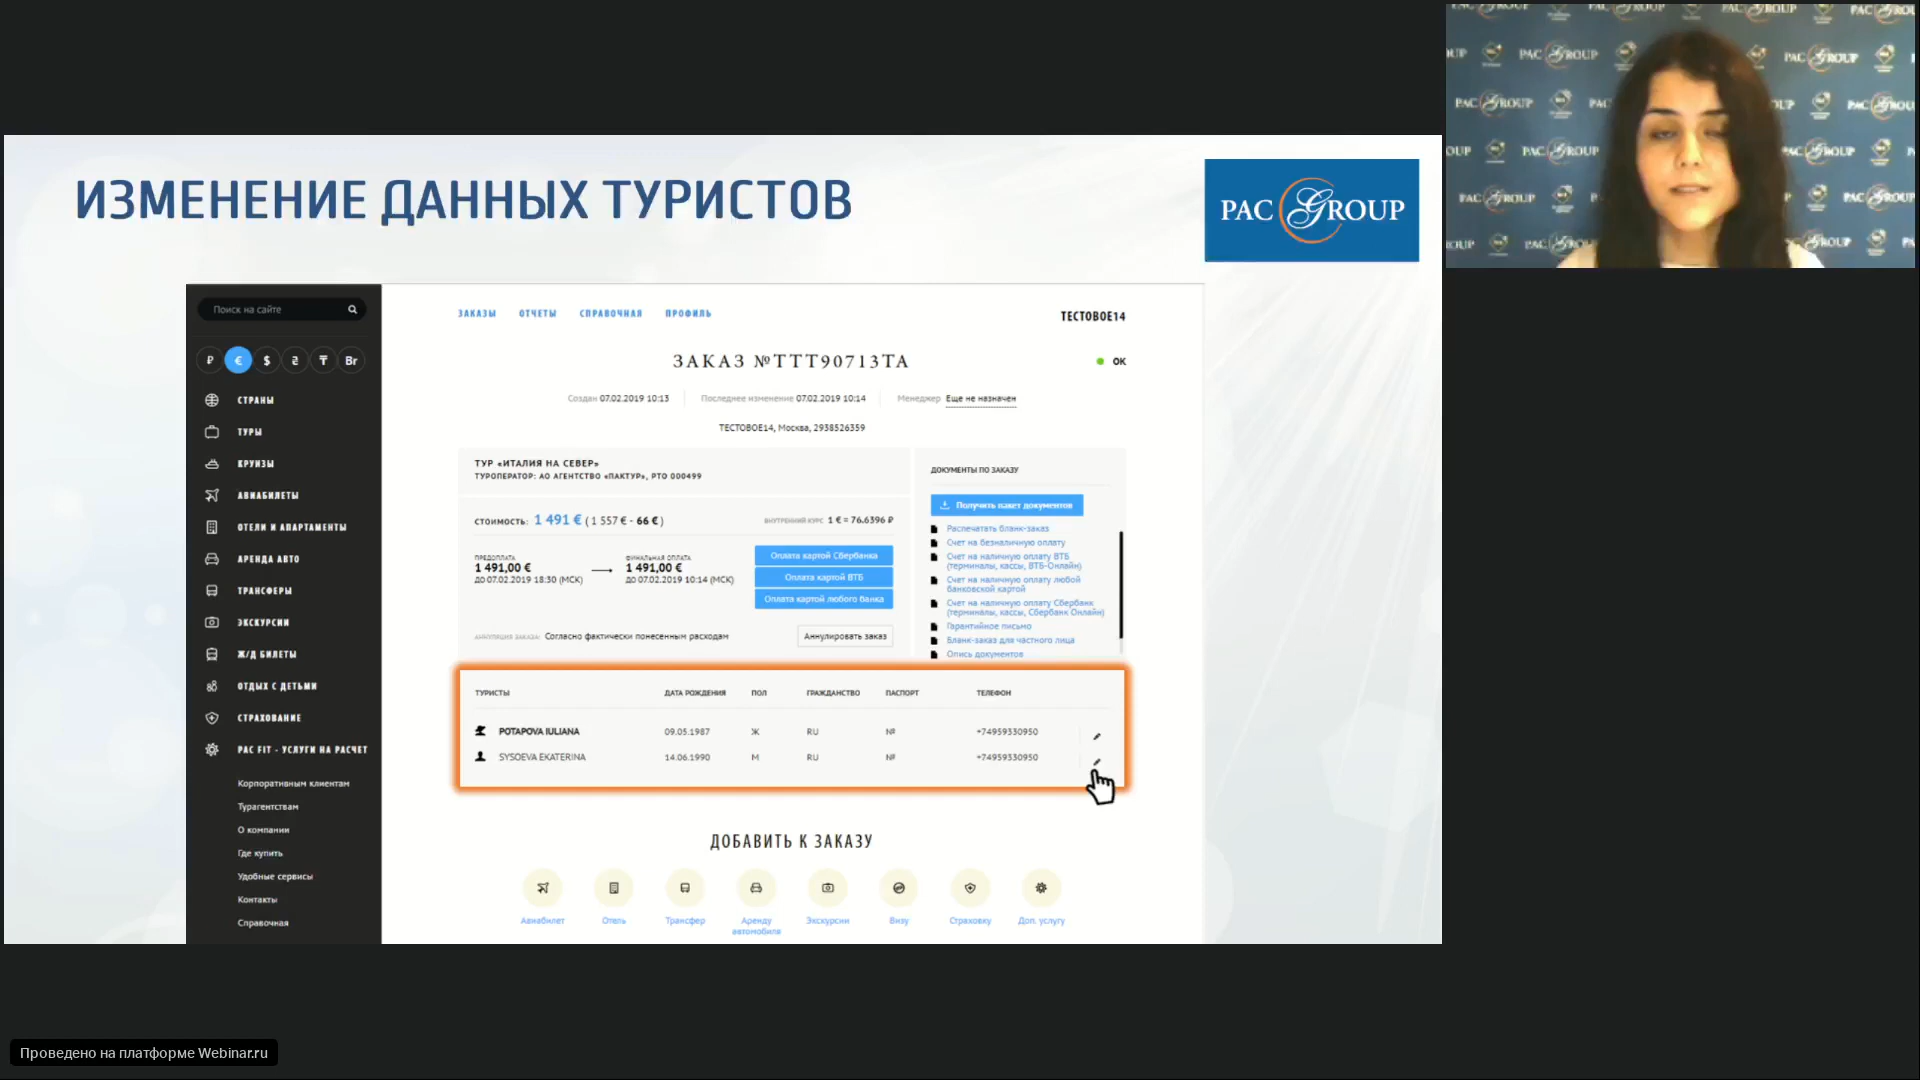 ИЗМЕНЕНИЕ ДАННЫХ ТУРИСТОВ
PAC GROUP
Поиск на сайте
₽ € $ ₴ ₸ Br
СТРАНЫ
ТУРЫ
КРУИЗЫ
АВИАБИЛЕТЫ
ОТЕЛИ И АПАРТАМЕНТЫ
АРЕНДА АВТО
ТРАНСФЕРЫ
ЭКСКУРСИИ
Ж/Д БИЛЕТЫ
ОТДЫХ С ДЕТЬМИ
СТРАХОВАНИЕ
PAC FIT - УСЛУГИ НА РАСЧЕТ
Корпоративным клиентам
Турагентствам
О компании
Где купить
Удобные сервисы
Контакты
Справочная
ЗАКАЗЫ ОТЧЕТЫ СПРАВОЧНАЯ ПРОФИЛЬ
ТЕСТОВОЕ14
ЗАКАЗ №TTT90713TA
OK
Создан 07.02.2019 10:13 Последнее изменение 07.02.2019 10:14 Менеджер Еще не назначен
ТЕСТОВОЕ14, Москва, 2938526359
ТУР «ИТАЛИЯ НА СЕВЕР»
ТУРОПЕРАТОР: АО АГЕНТСТВО «ПАКТУР», РТО 000499
СТОИМОСТЬ: 1 491 € ( 1 557 € - 66 € )
ВНУТРЕННИЙ КУРС 1 € = 76.6396 ₽
ПРЕДОПЛАТА
1 491,00 €
ДО 07.02.2019 18:30 (МСК)
ФИНАЛЬНАЯ ОПЛАТА
1 491,00 €
ДО 07.02.2019 10:14 (МСК)
Оплата картой Сбербанка
Оплата картой ВТБ
Оплата картой любого банка
АННУЛЯЦИЯ ЗАКАЗА: Согласно фактически понесенным расходам
Аннулировать заказ
ДОКУМЕНТЫ ПО ЗАКАЗУ
Получить пакет документов
Распечатать бланк-заказ
Счет на безналичную оплату
Счет на наличную оплату ВТБ
(терминалы, кассы, ВТБ-Онлайн)
Счет на наличную оплату любой
банковской картой
Счет на наличную оплату Сбербанк
(терминалы, кассы, Сбербанк Онлайн)
Гарантийное письмо
Бланк-заказ для частного лица
Опись документов
ТУРИСТЫ ДАТА РОЖДЕНИЯ ПОЛ ГРАЖДАНСТВО ПАСПОРТ ТЕЛЕФОН
POTAPOVA IULIANA 09.05.1987 Ж RU № +74959330950
SYSOEVA EKATERINA 14.06.1990 М RU № +74959330950
ДОБАВИТЬ К ЗАКАЗУ
Авиабилет
Отель
Трансфер
Аренду
автомобиля
Экскурсии
Визу
Страховку
Доп. услугу
Проведено на платформе Webinar.ru